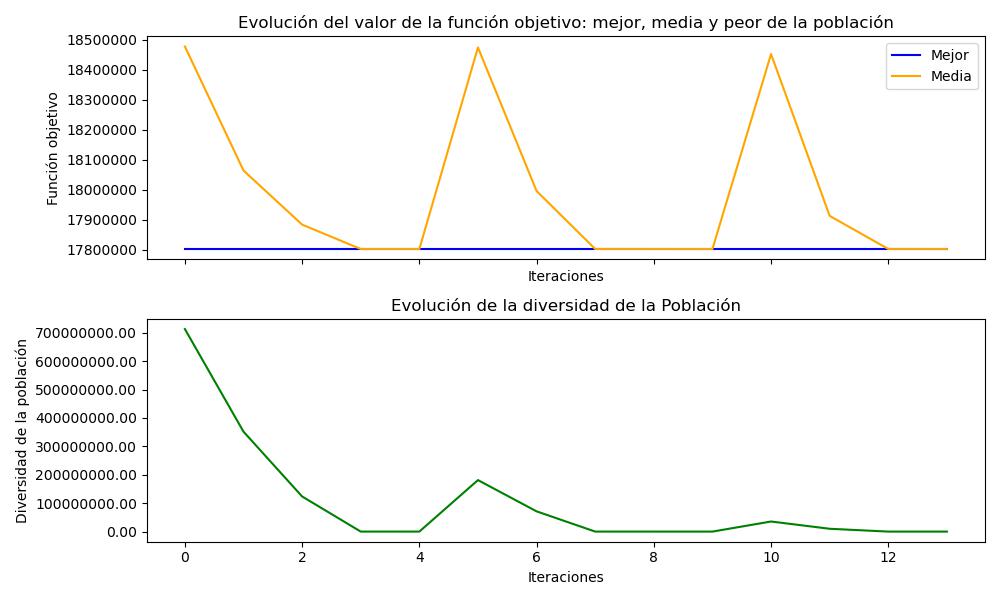 Evolución del valor de la función objetivo: mejor, media y peor de la población
18500000
18400000
18300000
18200000
18100000
18000000
17900000
17800000
Función objetivo
Mejor
Media
Iteraciones
Evolución de la diversidad de la Población
700000000.00
600000000.00
500000000.00
400000000.00
300000000.00
200000000.00
100000000.00
0.00
Diversidad de la población
0 2 4 6 8 10 12
Iteraciones